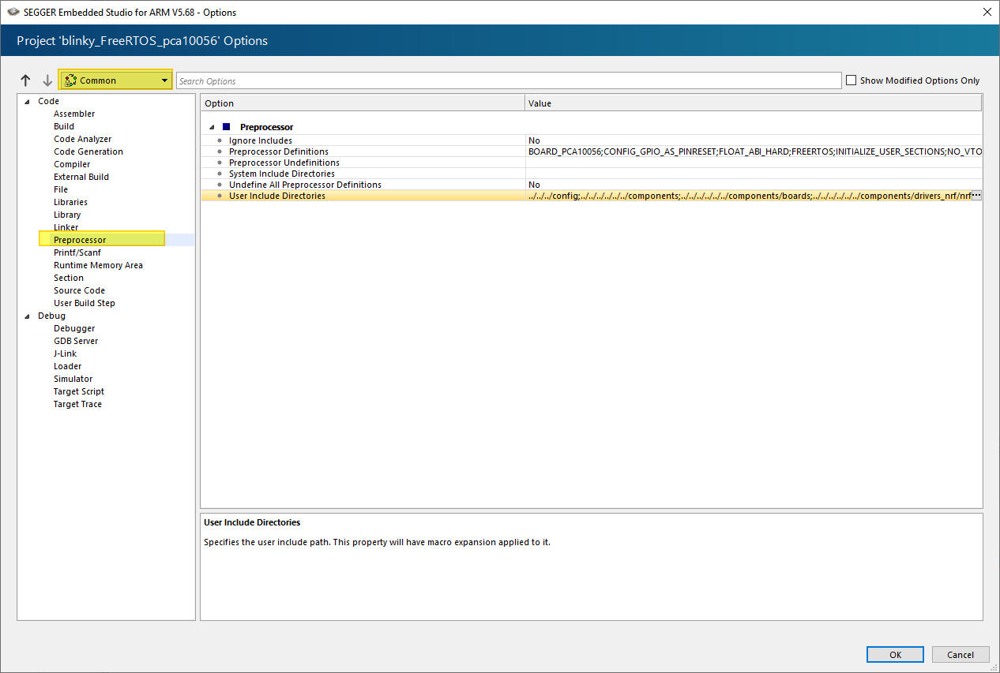 SEGGER Embedded Studio for ARM V5.68 - Options
Project 'blinky_FreeRTOS_pca10056' Options
Common
Search Options
Show Modified Options Only
Code
Assembler
Build
Code Analyzer
Code Generation
Compiler
External Build
File
Libraries
Library
Linker
Preprocessor
Printf/Scanf
Runtime Memory Area
Section
Source Code
User Build Step
Debug
Debugger
GDB Server
J-Link
Loader
Simulator
Target Script
Target Trace
Option Value
Preprocessor
Ignore Includes No
Preprocessor Definitions BOARD_PCA10056;CONFIG_GPIO_AS_PINRESET;FLOAT_ABI_HARD;FREERTOS;INITIALIZE_USER_SECTIONS;NO_VTO
Preprocessor Undefinitions
System Include Directories
Undefine All Preprocessor Definitions No
User Include Directories ../../../config;../../../../../../components;../../../../../../components/boards;../../../../../../components/drivers_nrf/nrf ...
User Include Directories
Specifies the user include path. This property will have macro expansion applied to it.
OK Cancel